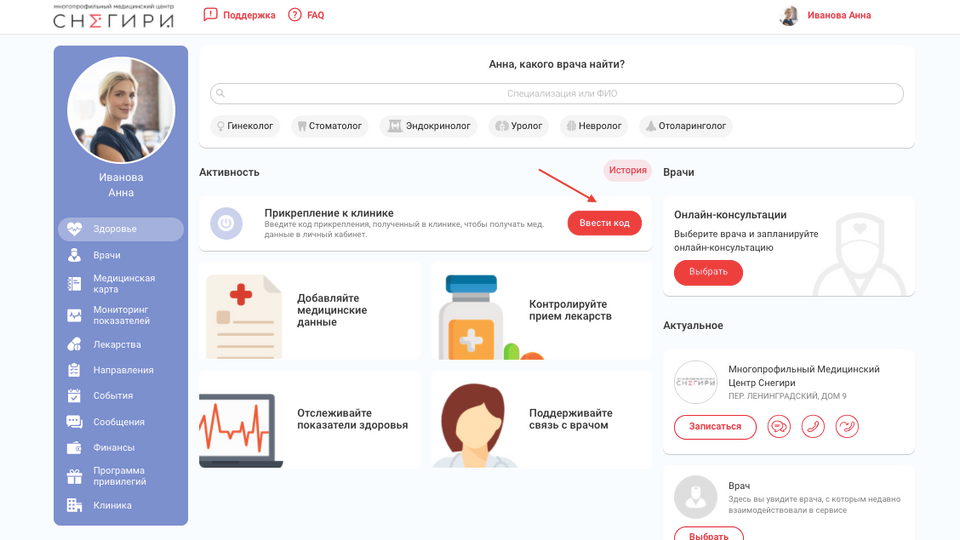 многопрофильный медицинский центр
СНЕГИРИ
Поддержка
FAQ
Иванова Анна
Иванова
Анна
Здоровье
Врачи
Медицинская
карта
Мониторинг
показателей
Лекарства
Направления
События
Сообщения
Финансы
Программа
привилегий
Клиника
Анна, какого врача найти?
Специализация или ФИО
Гинеколог
Стоматолог
Эндокринолог
Уролог
Невролог
Отоларинголог
Активность
История
Прикрепление к клинике
Введите код прикрепления, полученный в клинике, чтобы получать мед.
данные в личный кабинет.
Ввести код
Добавляйте
медицинские
данные
Контролируйте
прием лекарств
Отслеживайте
показатели здоровья
Поддерживайте
связь с врачом
Врачи
Онлайн-консультации
Выберите врача и запланируйте
онлайн-консультацию
Выбрать
Актуальное
СНЕГИРИ
Многопрофильный Медицинский
Центр Снегири
ПЕР. ЛЕНИНГРАДСКИЙ, ДОМ 9
Записаться
Врач
Здесь вы увидите врача, с которым недавно
взаимодействовали в сервисе
Выбрать